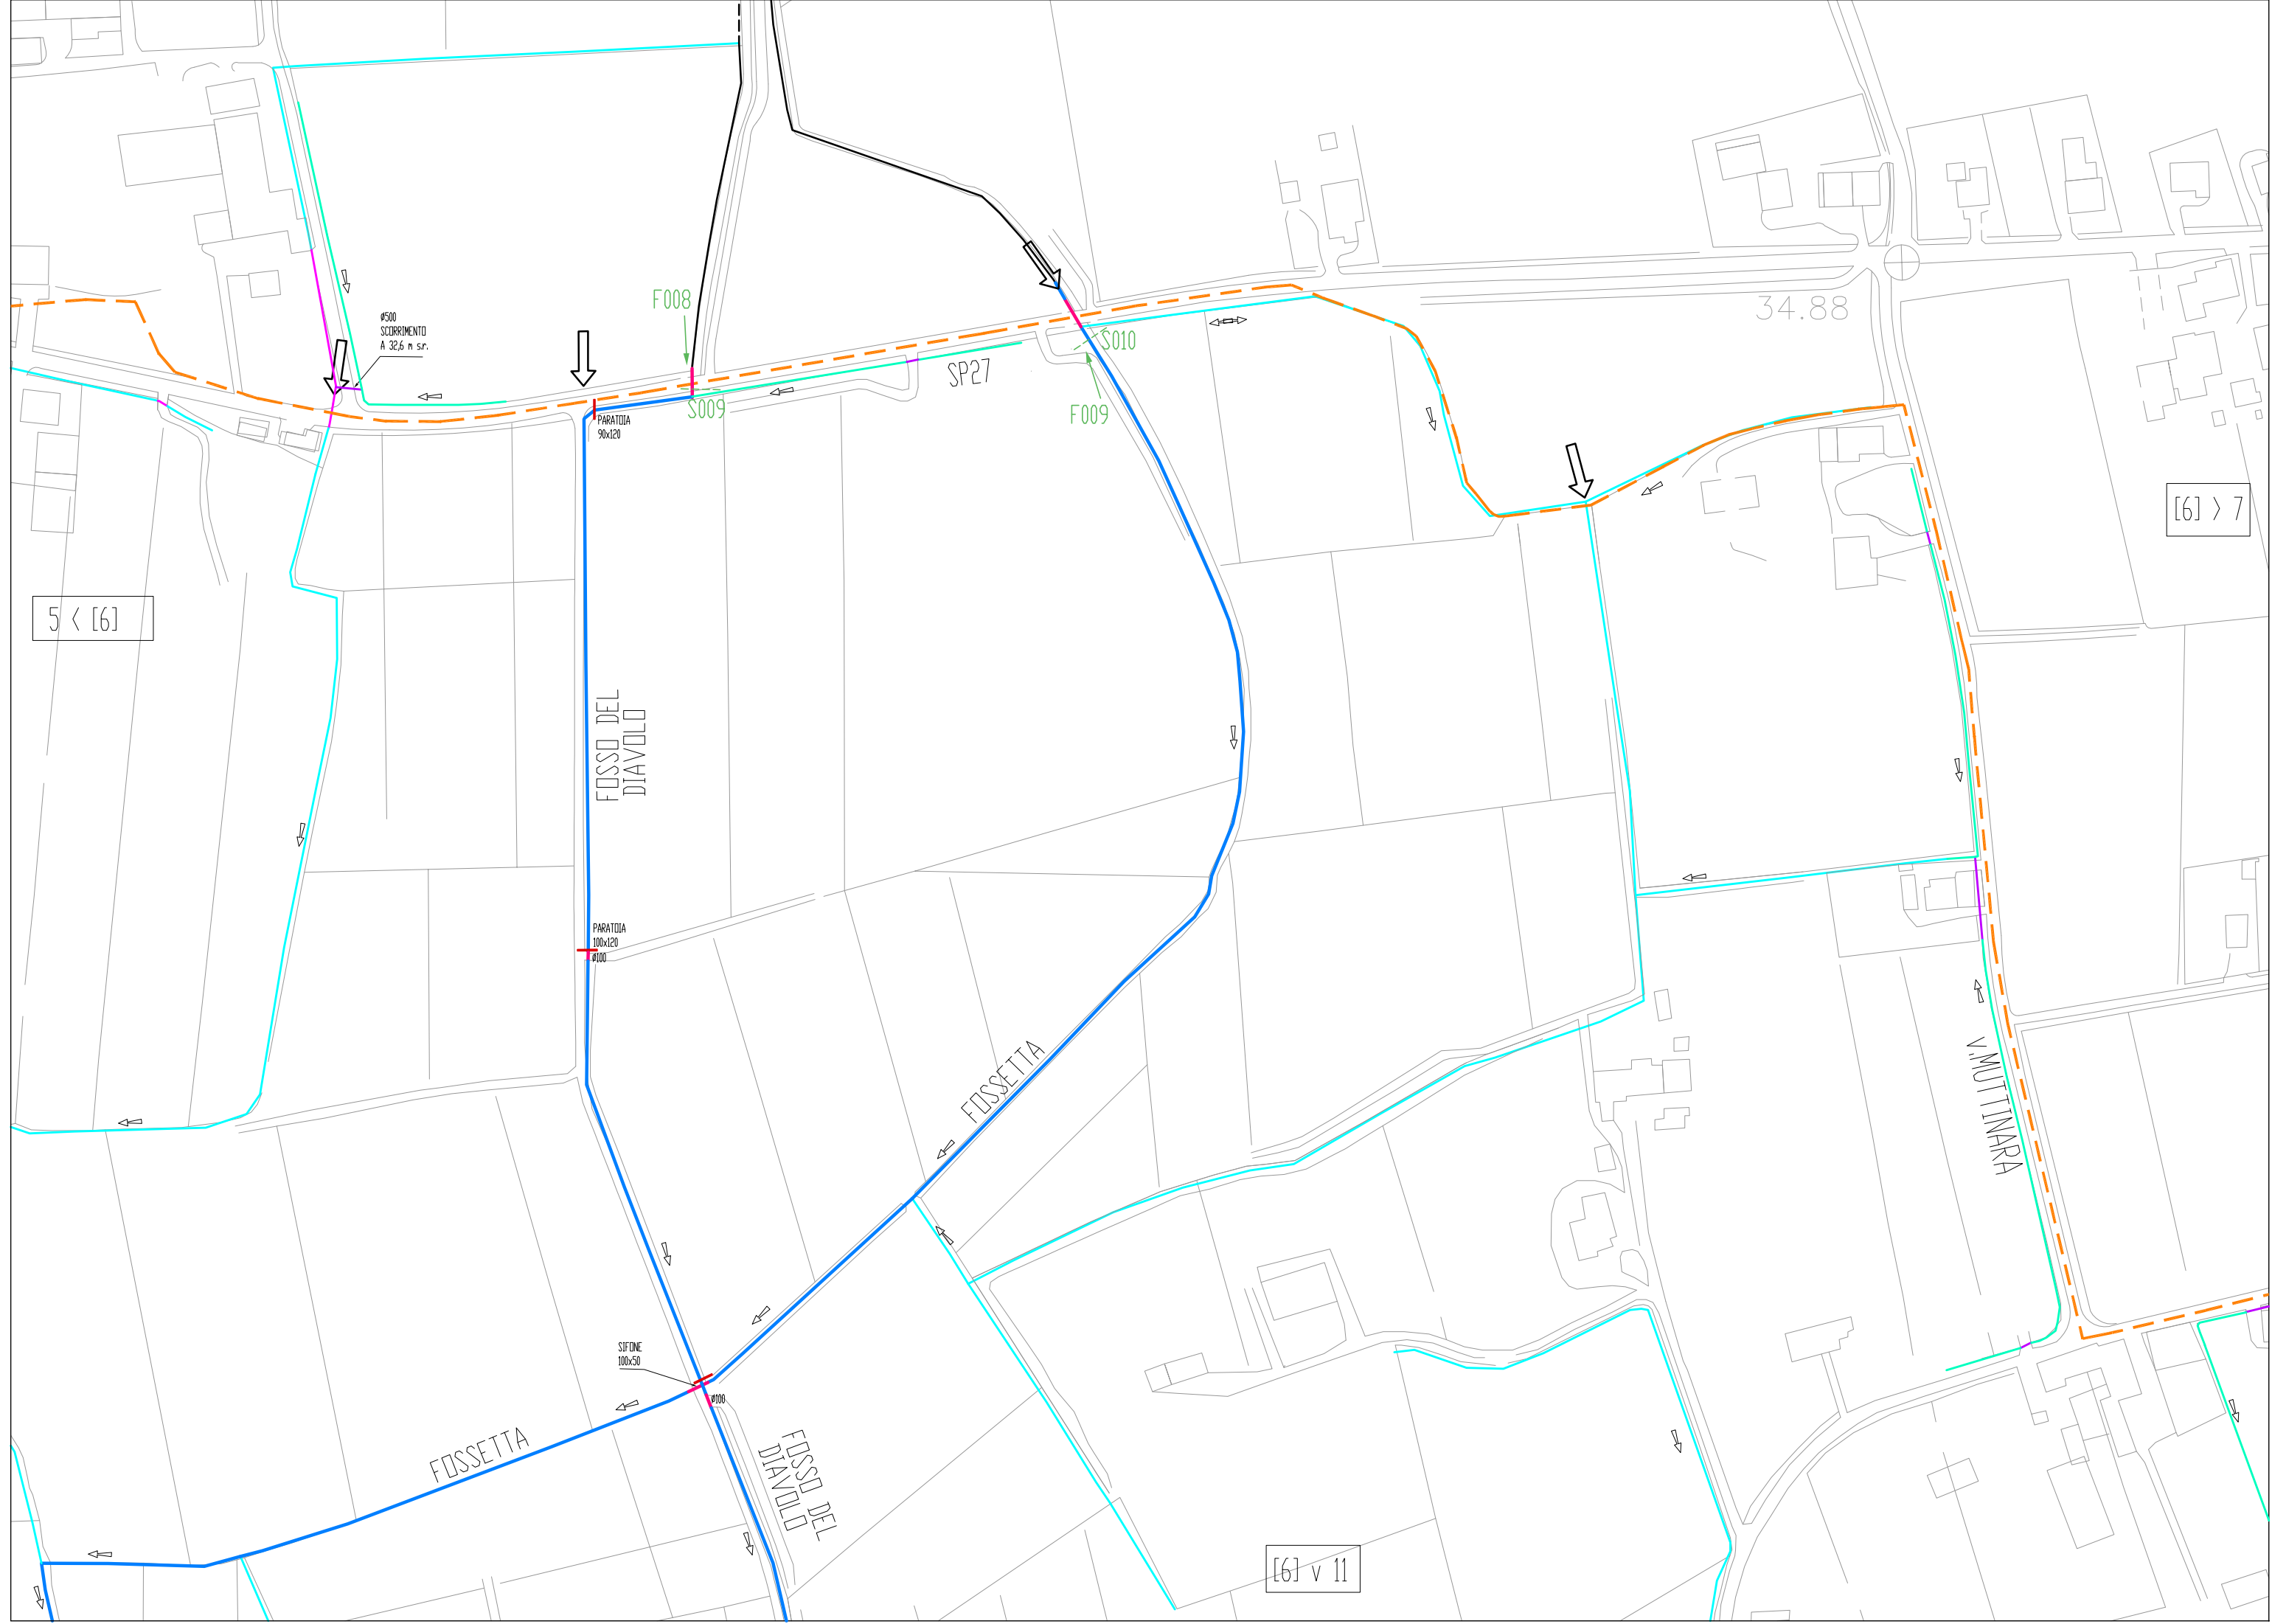 F008
34.88
ø500
SCORRIMENTO
A 32,6 m s.r.
S010
SP27
S009
F009
PARATOIA
90x120
[6] > 7
5 < [6]
FOSSO DEL
DIAVOLO
PARATOIA
100x120
ø100
FOSSETTA
V.MUTTINARA
SIFONE
100x50
ø100
FOSSETTA
FOSSO DEL
DIAVOLO
[6] v 11